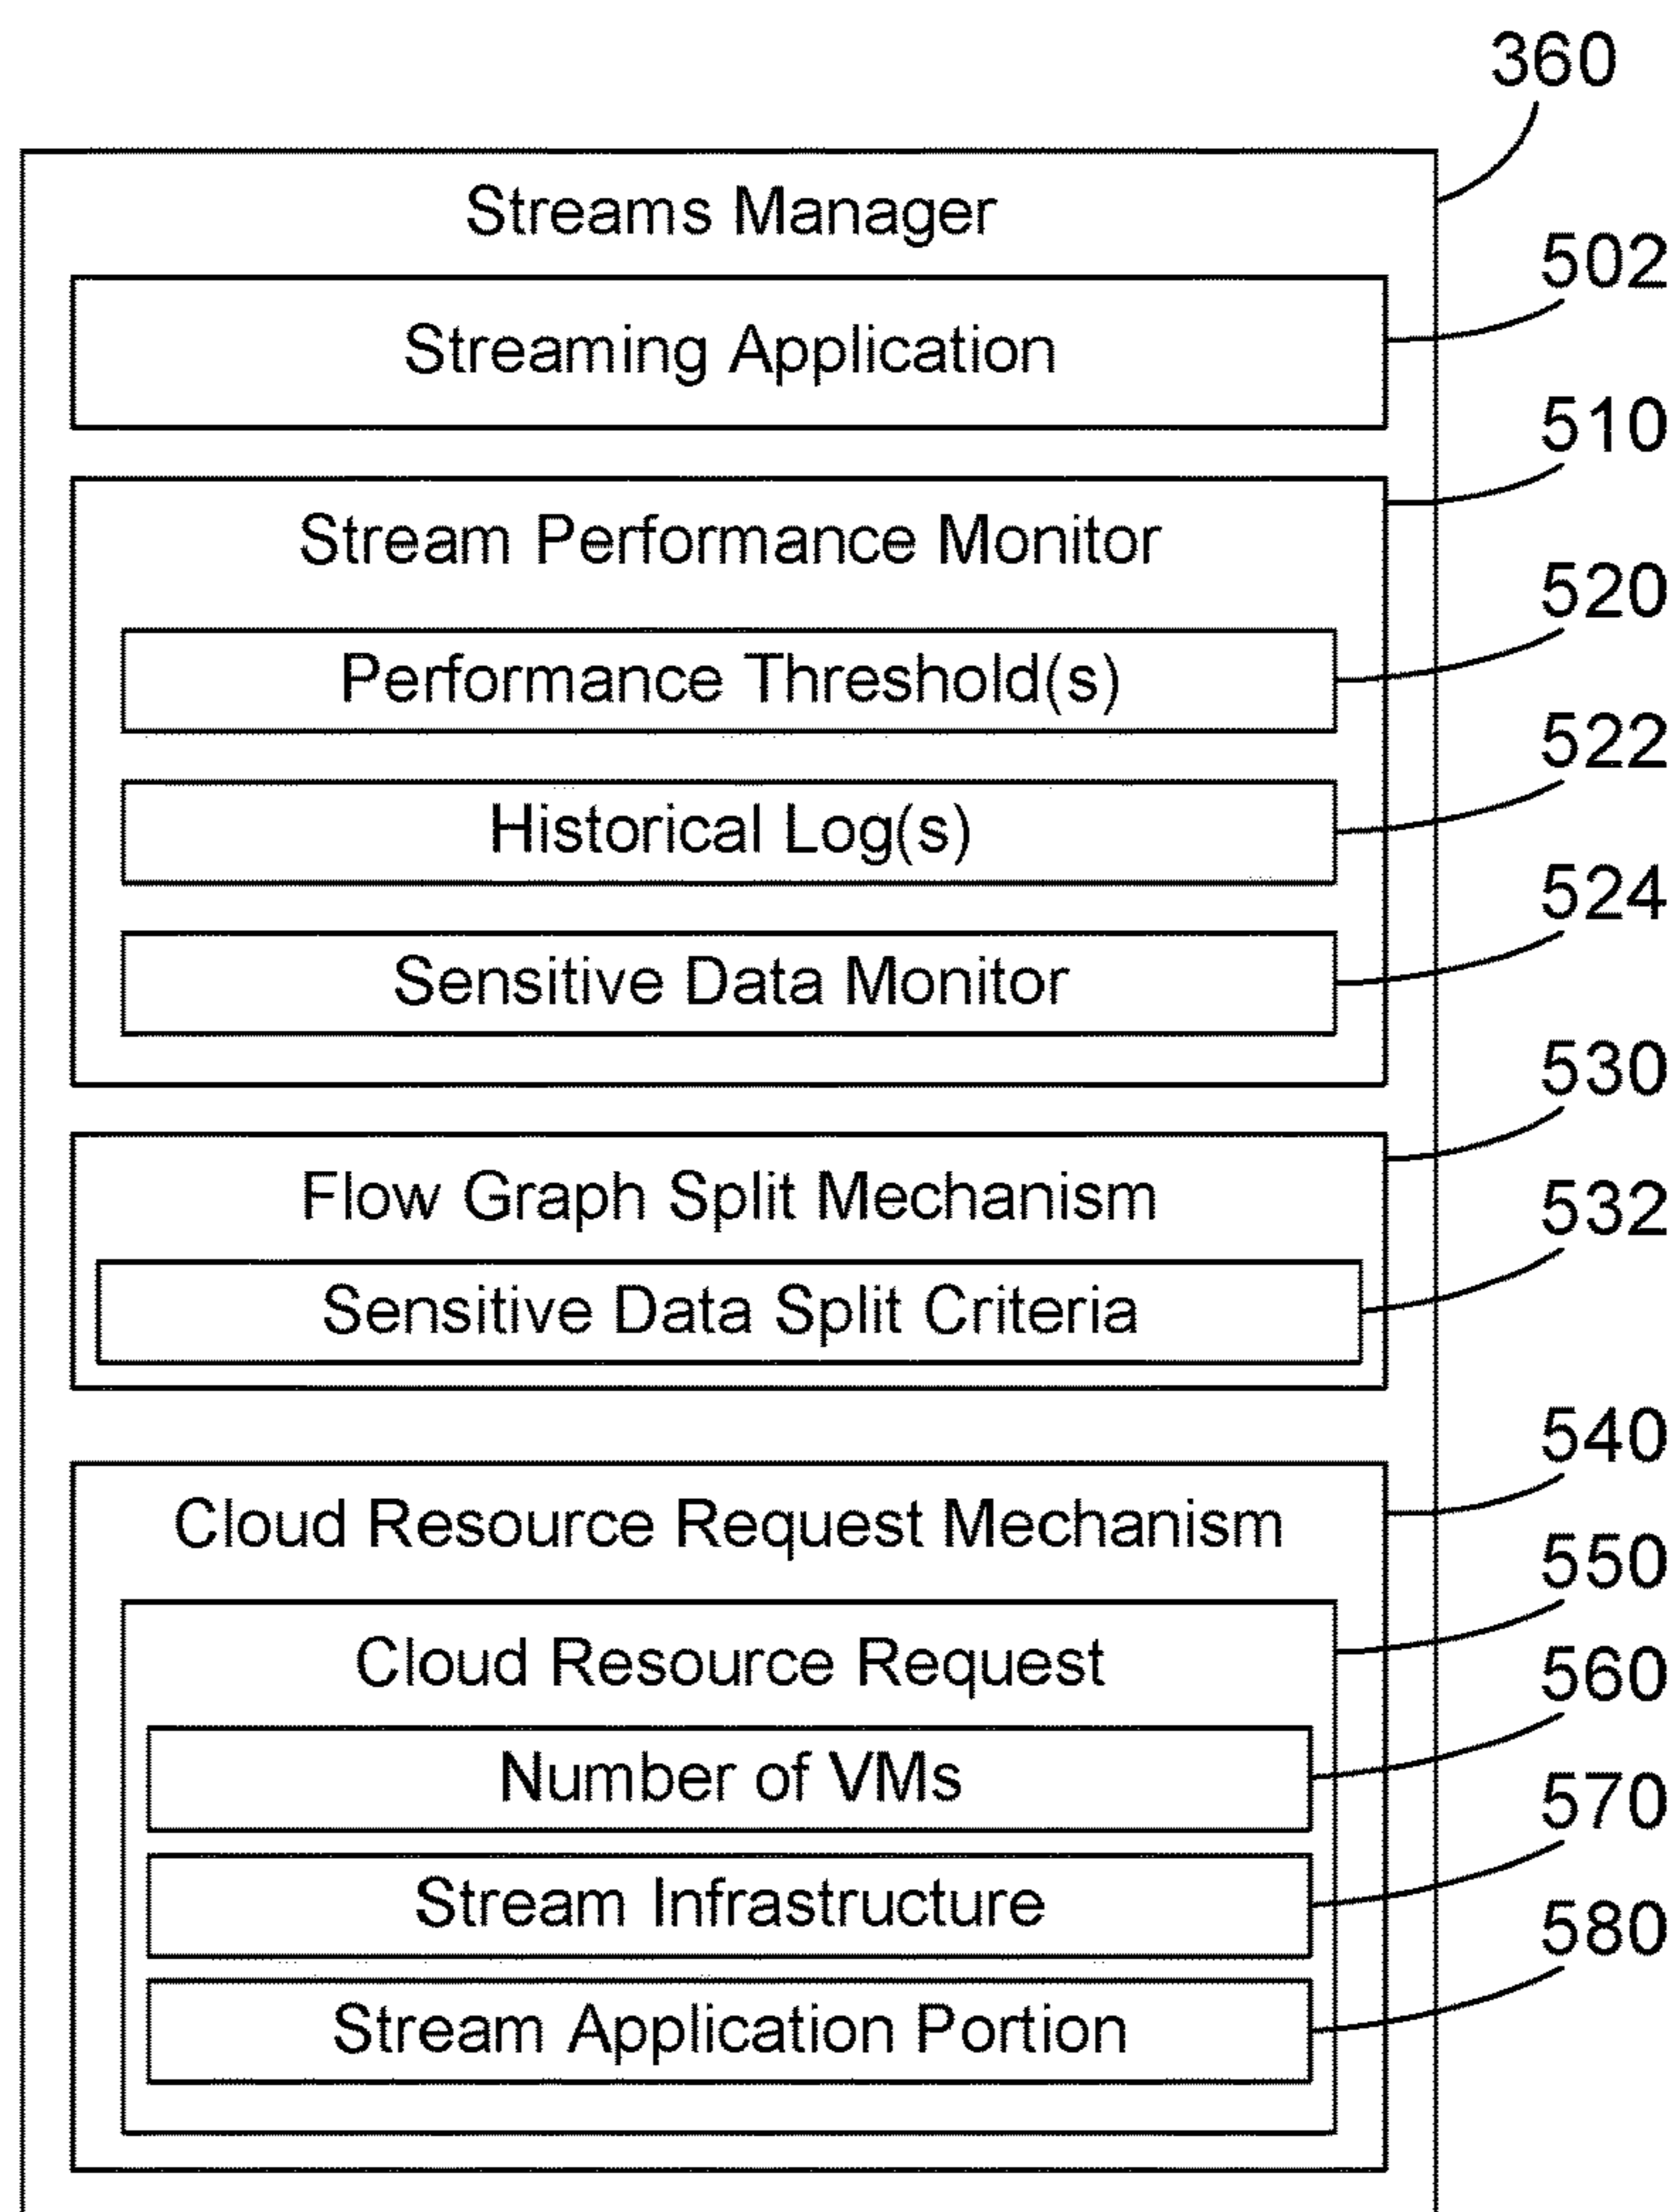 360
Streams Manager
502
Streaming Application
510
Stream Performance Monitor
520
Performance Threshold(s)
522
Historical Log(s)
524
Sensitive Data Monitor
530
Flow Graph Split Mechanism
532
Sensitive Data Split Criteria
540
Cloud Resource Request Mechanism
550
Cloud Resource Request
560
Number of VMs
570
Stream Infrastructure
580
Stream Application Portion